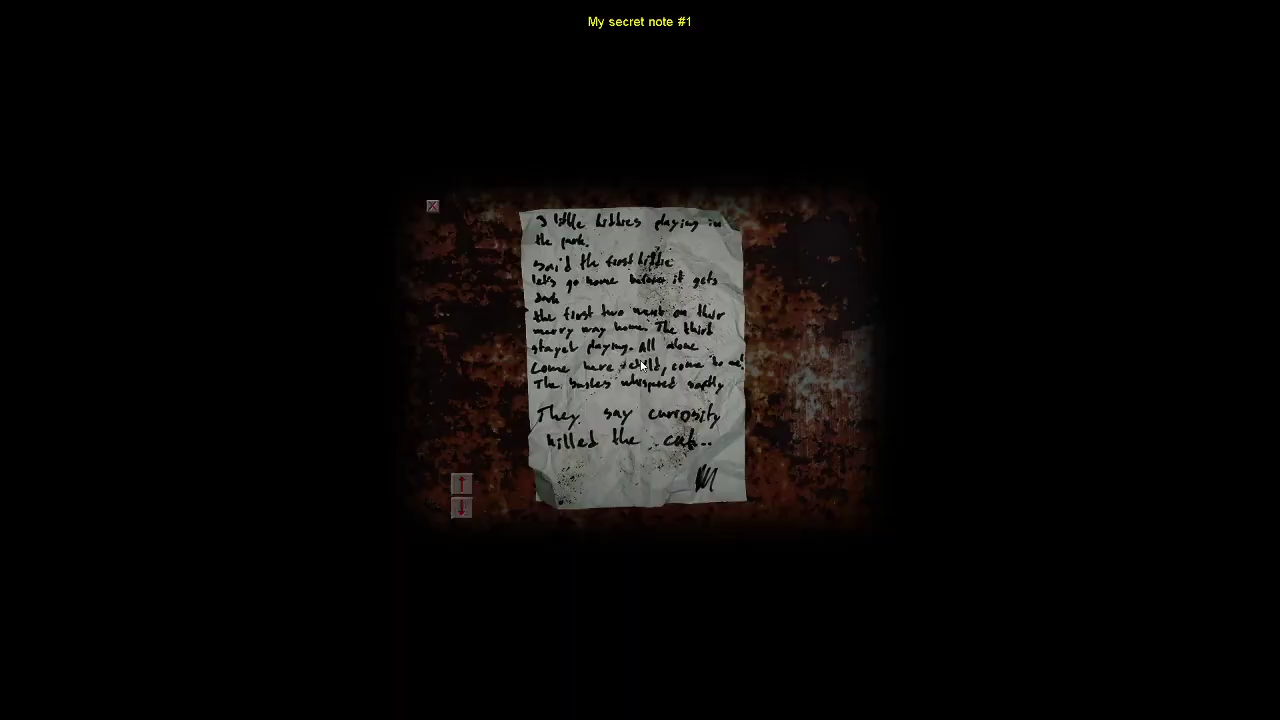 My secret note #1
3 little kiddies playing in
the park.
said the first kiddie
let's go home before it gets
dark
the first two went on their
merry way home. The third
stayed playing. All alone
Come here child, come to me!
The bushes whispered softly
They say curiosity
killed the cat..